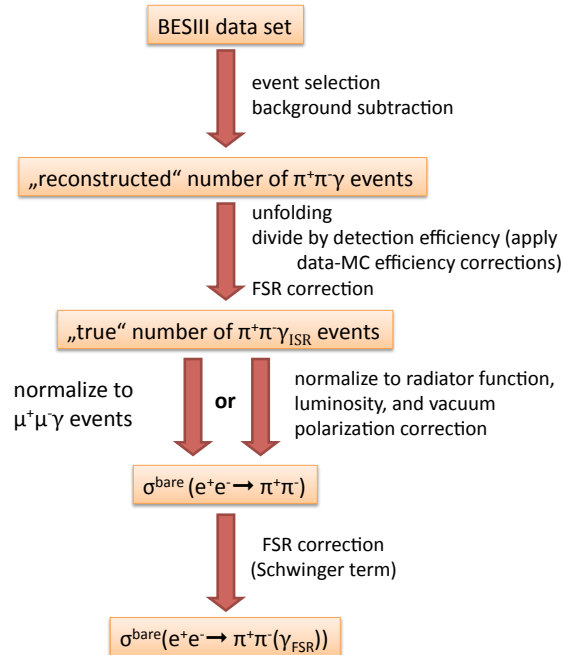 BESIII data set
event selection
background subtraction
„reconstructed“ number of π⁺π⁻γ events
unfolding
divide by detection efficiency (apply
data-MC efficiency corrections)
FSR correction
„true“ number of π⁺π⁻γ_ISR events
normalize to
μ⁺μ⁻γ events
or
normalize to radiator function,
luminosity, and vacuum
polarization correction
σ^bare (e⁺e⁻→ π⁺π⁻)
FSR correction
(Schwinger term)
σ^bare(e⁺e⁻→ π⁺π⁻(γ_FSR))